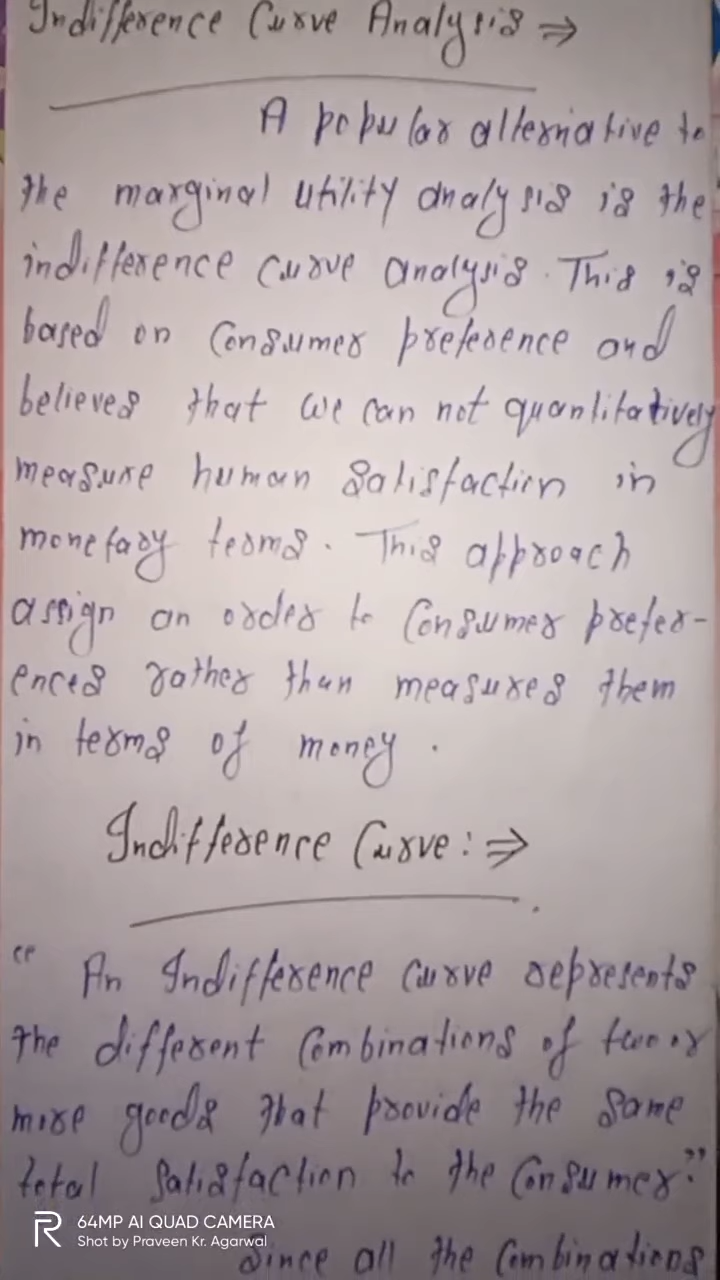 Indifference Curve Analysis ⇒
A popular alternative to
the marginal utility analysis is the
indifference curve analysis. This is
based on Consumer preference and
believes that we can not quantitatively
measure human satisfaction in
monetary terms. This approach
assign an order to Consumer prefer-
ences rather than measures them
in terms of money.
Indifference Curve: ⇒
" An Indifference curve represents
the different Combinations of two or
more goods that provide the same
total satisfaction to the Consumer."
Since all the Combinations
64MP AI QUAD CAMERA
Shot by Praveen Kr. Agarwal